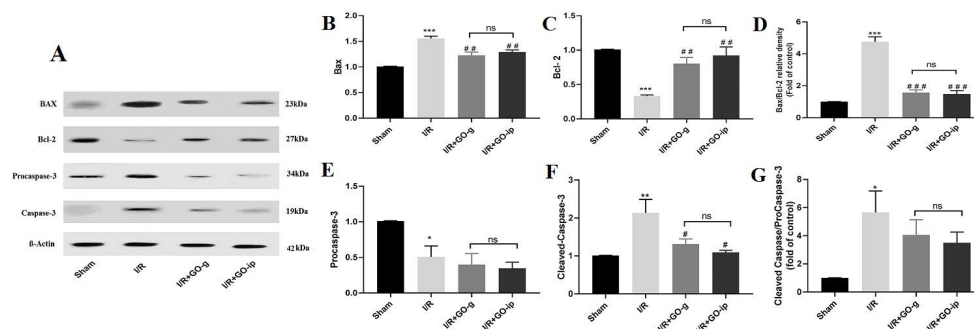 A
BAX
23kDa
Bcl-2
27kDa
Procaspase-3
34kDa
Caspase-3
19kDa
ß-Actin
42kDa
Sham
I/R
I/R+GO-g
I/R+GO-ip
B
Bax
2.0
1.5
1.0
0.5
0.0
***
##
##
ns
Sham
I/R
I/R+GO-g
I/R+GO-ip
C
Bcl- 2
1.5
1.0
0.5
0.0
***
##
##
ns
Sham
I/R
I/R+GO-g
I/R+GO-ip
D
Bax/Bcl-2 relative density
(Fold of control)
6
4
2
0
***
###
###
ns
Sham
I/R
I/R+GO-g
I/R+GO-ip
E
Procaspase-3
1.5
1.0
0.5
0.0
*
ns
Sham
I/R
I/R+GO-g
I/R+GO-ip
F
Cleaved-Caspase-3
3
2
1
0
**
#
#
ns
Sham
I/R
I/R+GO-g
I/R+GO-ip
G
Cleaved Caspase/ProCaspase-3
(fold of control)
8
6
4
2
0
*
ns
Sham
I/R
I/R+GO-g
I/R+GO-ip